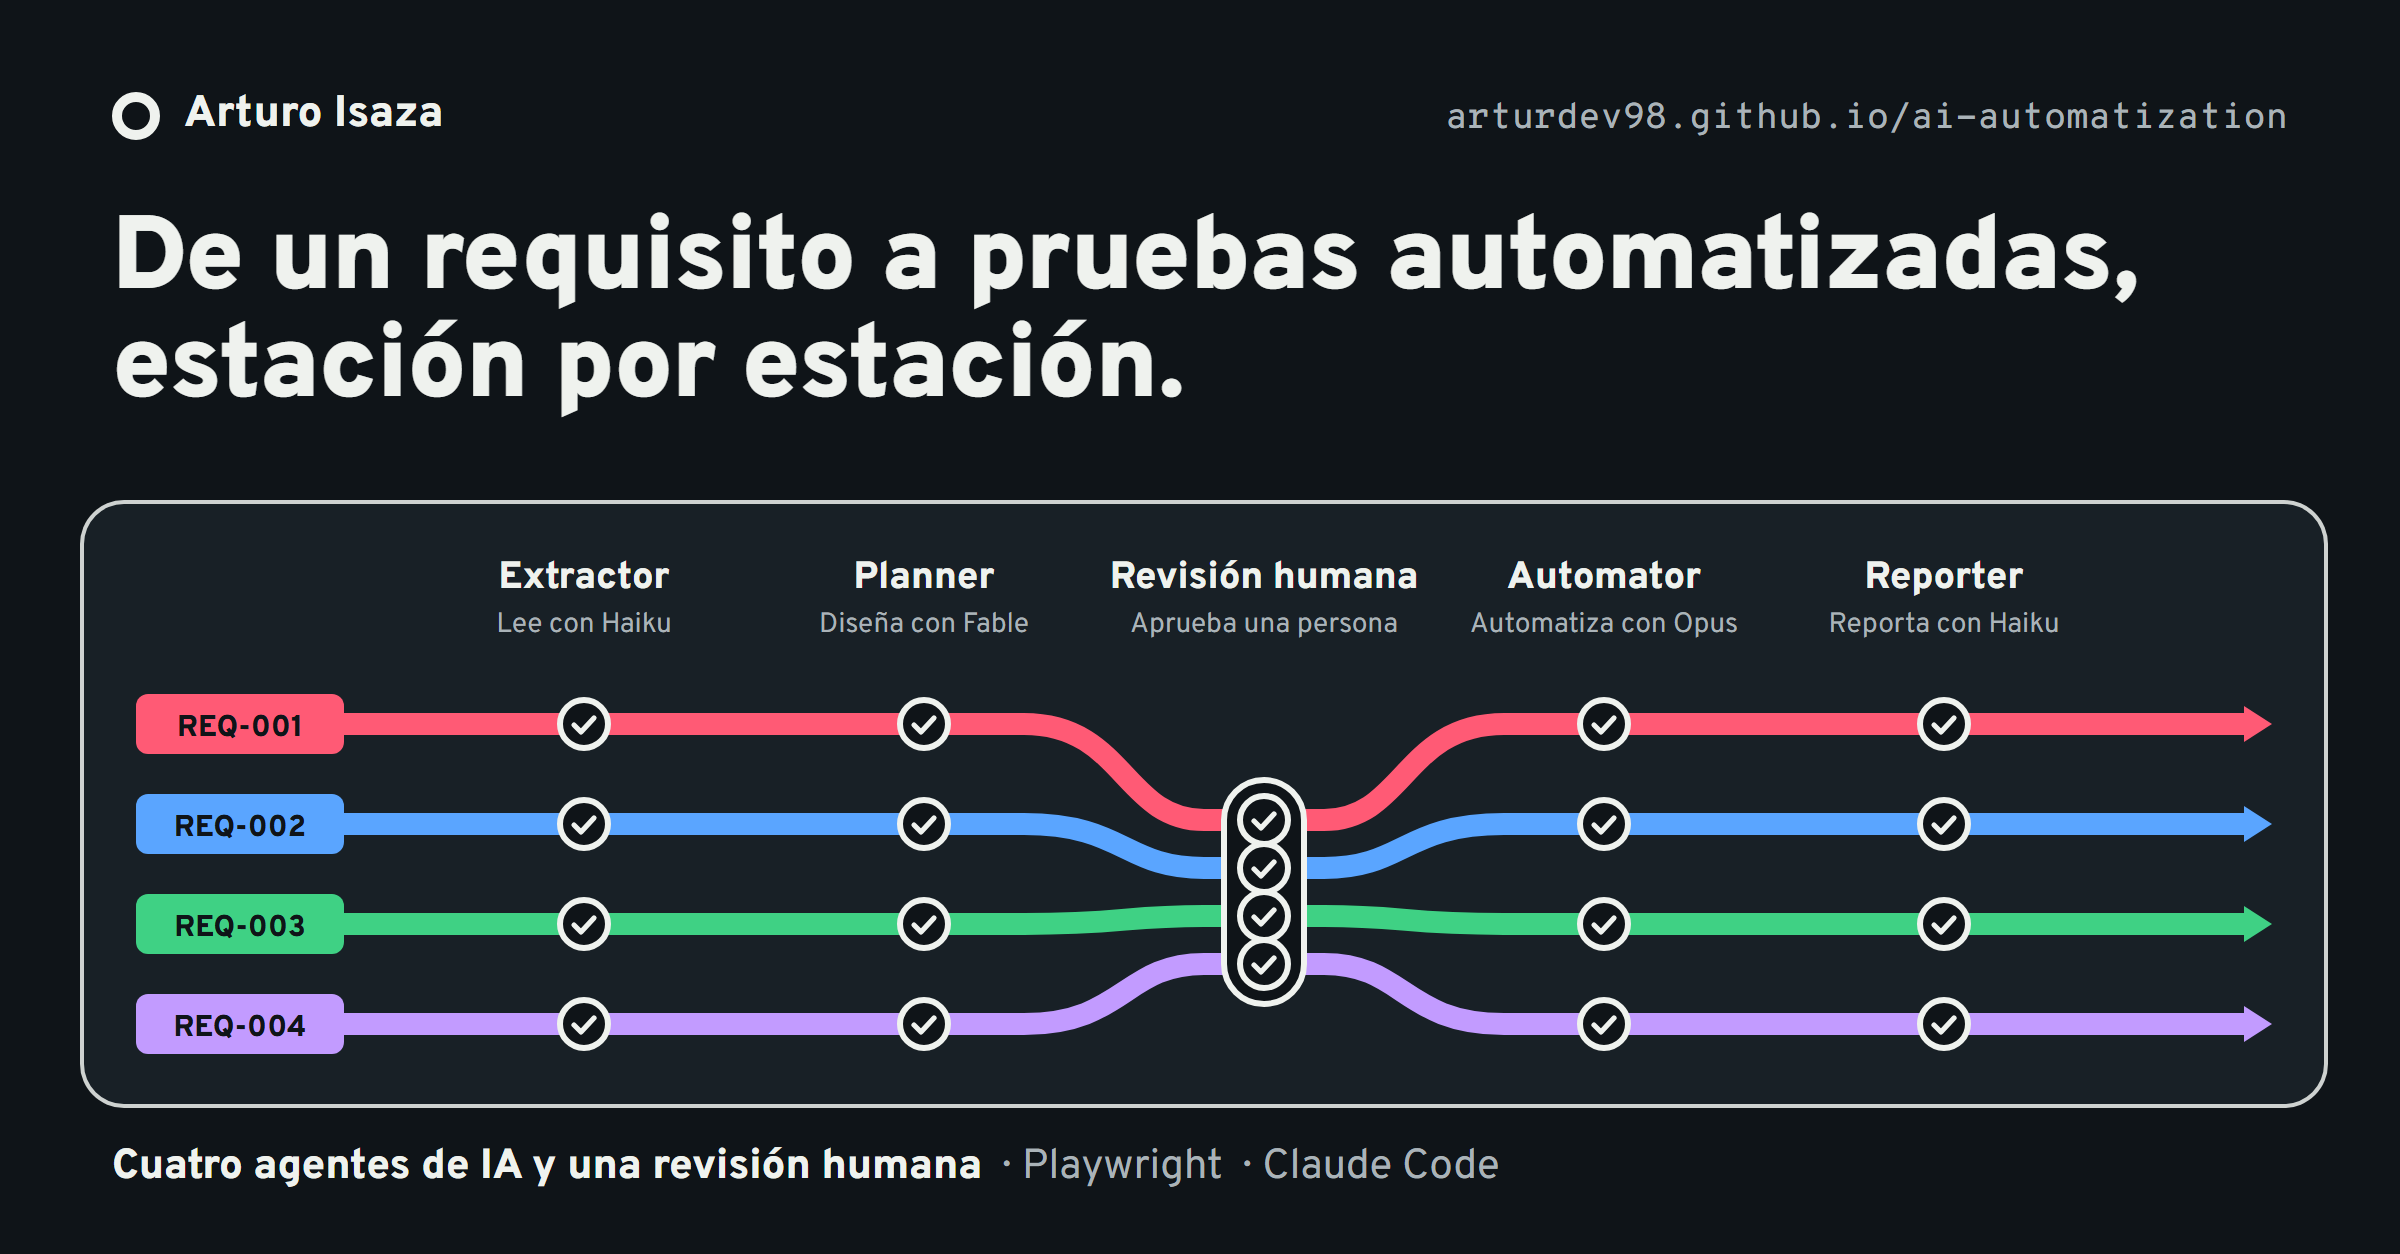 Arturo Isaza
arturdev98.github.io/ai-automatization
De un requisito a pruebas automatizadas,
estación por estación.
Extractor
Lee con Haiku
Planner
Diseña con Fable
Revisión humana
Aprueba una persona
Automator
Automatiza con Opus
Reporter
Reporta con Haiku
REQ-001
REQ-002
REQ-003
REQ-004
Cuatro agentes de IA y una revisión humana · Playwright · Claude Code